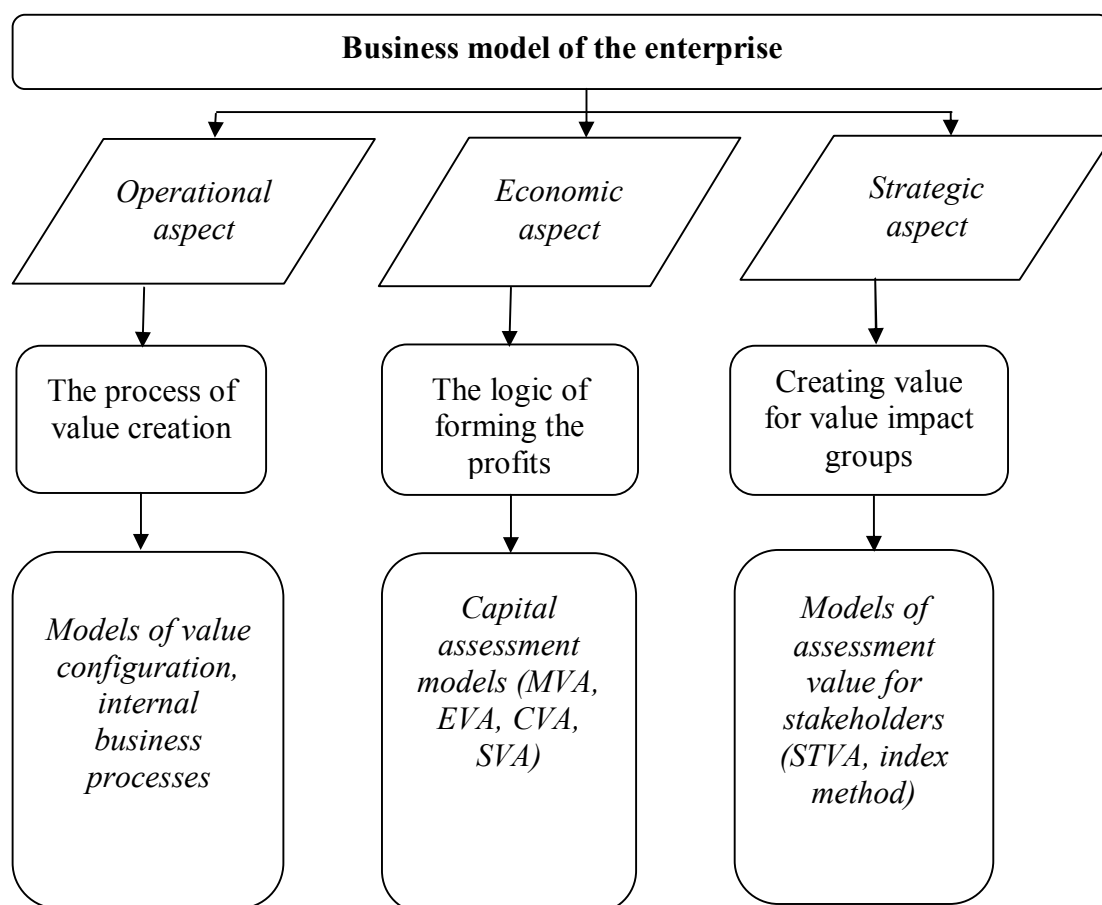 Business model of the enterprise
Operational
aspect
Economic
aspect
Strategic
aspect
The process of
value creation
The logic of
forming the
profits
Creating value
for value impact
groups
Models of value
configuration,
internal
business
processes
Capital
assessment
models (MVA,
EVA, CVA,
SVA)
Models of
assessment
value for
stakeholders
(STVA, index
method)